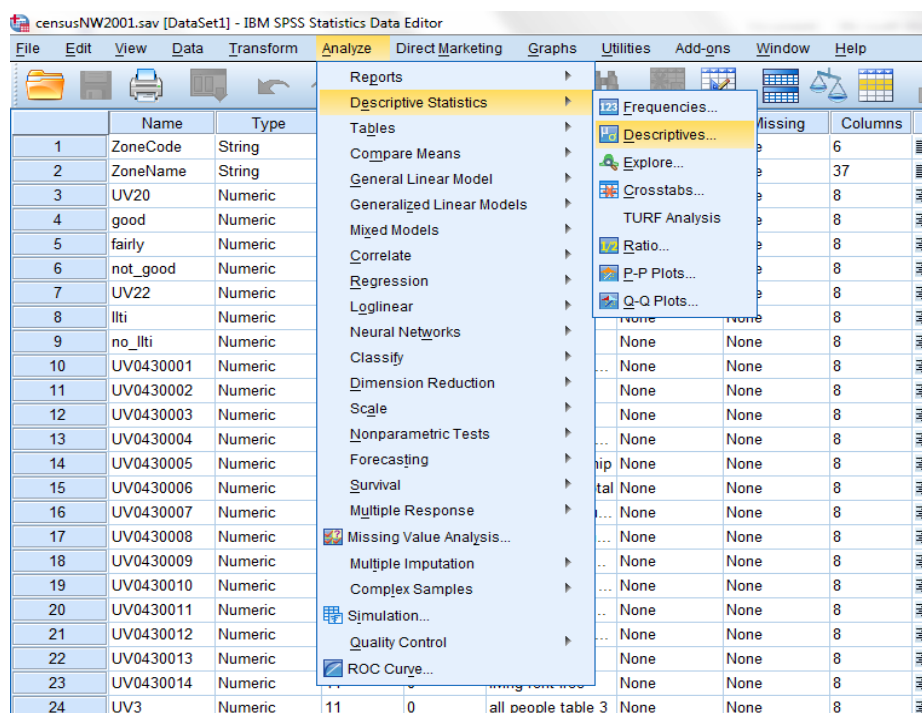 censusNW2001.sav [DataSet1] - IBM SPSS Statistics Data Editor
File Edit View Data Transform Analyze Direct Marketing Graphs Utilities Add-ons Window Help
Reports
Descriptive Statistics
Tables
Compare Means
General Linear Model
Generalized Linear Models
Mixed Models
Correlate
Regression
Loglinear
Neural Networks
Classify
Dimension Reduction
Scale
Nonparametric Tests
Forecasting
Survival
Multiple Response
Missing Value Analysis...
Multiple Imputation
Complex Samples
Simulation...
Quality Control
ROC Curve...
123 Frequencies...
Descriptives...
Explore...
Crosstabs...
TURF Analysis
1/2 Ratio...
P-P Plots...
Q-Q Plots...
Name Type Missing Columns
1 ZoneCode String 6
2 ZoneName String 37
3 UV20 Numeric 8
4 good Numeric 8
5 fairly Numeric 8
6 not_good Numeric 8
7 UV22 Numeric 8
8 llti Numeric None None 8
9 no_llti Numeric None None 8
10 UV0430001 Numeric ... None None 8
11 UV0430002 Numeric None None 8
12 UV0430003 Numeric None None 8
13 UV0430004 Numeric ... None None 8
14 UV0430005 Numeric ip None None 8
15 UV0430006 Numeric tal None None 8
16 UV0430007 Numeric ... None None 8
17 UV0430008 Numeric ... None None 8
18 UV0430009 Numeric .. None None 8
19 UV0430010 Numeric ... None None 8
20 UV0430011 Numeric .. None None 8
21 UV0430012 Numeric ... None None 8
22 UV0430013 Numeric None None 8
23 UV0430014 Numeric 11 0 living rent free None None 8
24 UV3 Numeric 11 0 all people table 3 None None 8